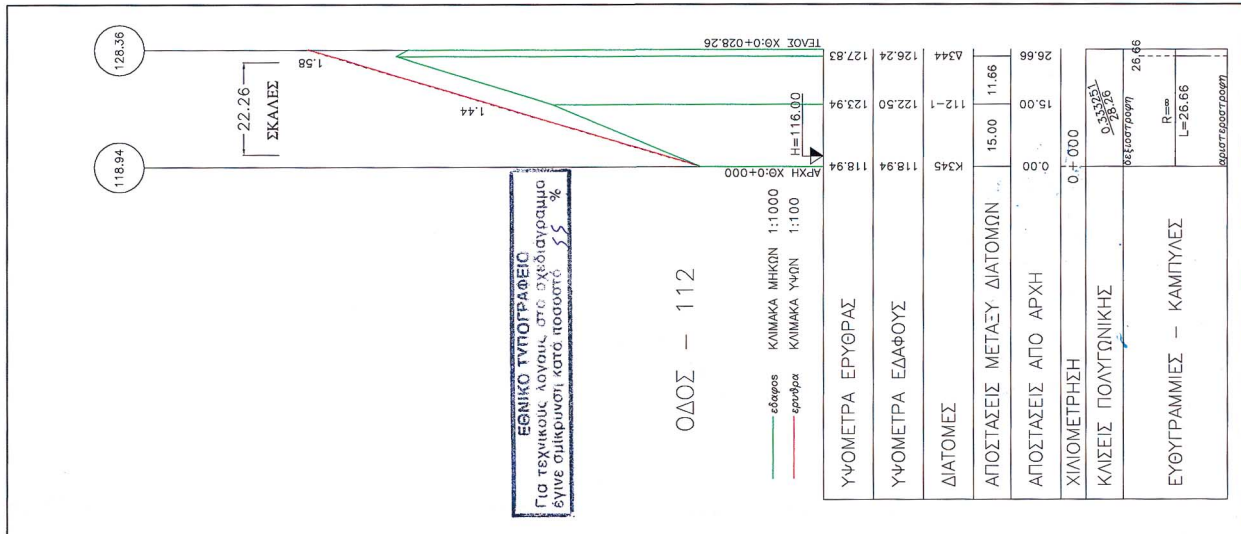 128.36
118.94
22.26
ΣΚΑΛΕΣ
1.58
1.44
ΕΘΝΙΚΟ ΤΥΠΟΓΡΑΦΕΙΟ
Για τεχνικούς λόγους στο σχεδιάγραμμα
έγινε σμίκρυνση κατά ποσοστό 55 %
ΟΔΟΣ - 112
έδαφος ΚΛΙΜΑΚΑ ΜΗΚΩΝ 1:1000
ερυθρα ΚΛΙΜΑΚΑ ΥΨΩΝ 1:100
ΑΡΧΗ ΧΘ:0+000
H=116.00
ΤΕΛΟΣ ΧΘ:0+028.26
ΥΨΟΜΕΤΡΑ ΕΡΥΘΡΑΣ 118.94 123.94 127.83
ΥΨΟΜΕΤΡΑ ΕΔΑΦΟΥΣ 118.94 122.50 126.24
ΔΙΑΤΟΜΕΣ Κ345 112-1 Δ344
ΑΠΟΣΤΑΣΕΙΣ ΜΕΤΑΞΥ ΔΙΑΤΟΜΩΝ 15.00 11.66
ΑΠΟΣΤΑΣΕΙΣ ΑΠΟ ΑΡΧΗ 0.00 15.00 26.66
ΧΙΛΙΟΜΕΤΡΗΣΗ 0+000
ΚΛΙΣΕΙΣ ΠΟΛΥΓΩΝΙΚΗΣ 0.333251
28.26
ΕΥΘΥΓΡΑΜΜΙΕΣ - ΚΑΜΠΥΛΕΣ
δεξιοστροφη
26.66
R=∞
L=26.66
αριστεροστροφη